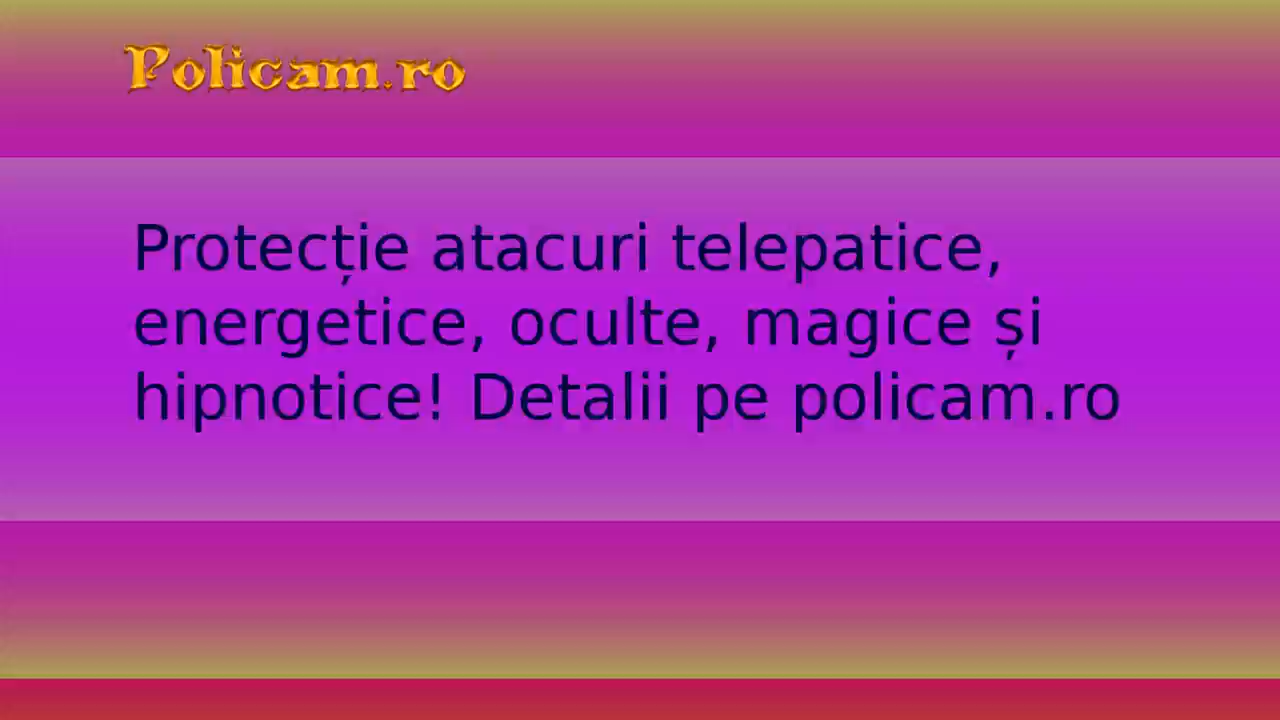 Policam.ro
Protecție atacuri telepatice,
energetice, oculte, magice și
hipnotice! Detalii pe policam.ro